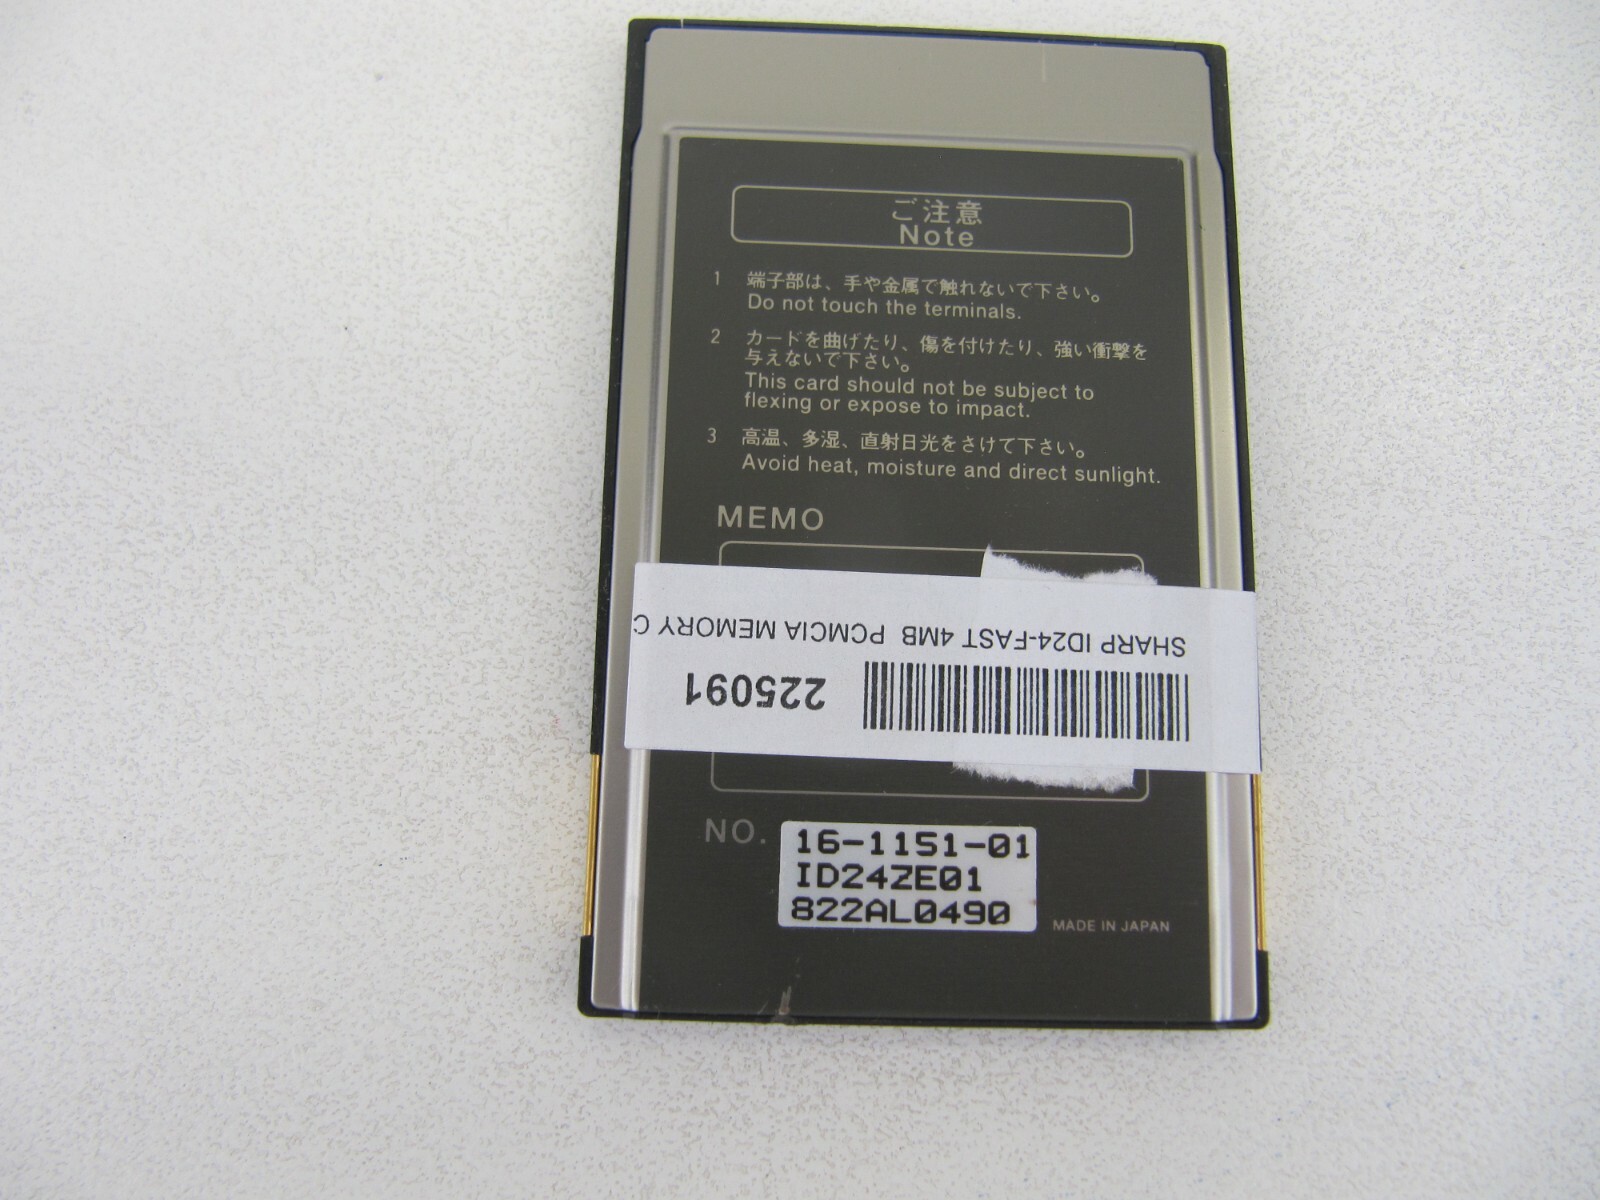 ご注意
Note
1 端子部は、手や金属で触れないで下さい。
Do not touch the terminals.
2 カードを曲げたり、傷を付けたり、強い衝撃を
与えないで下さい。
This card should not be subject to
flexing or expose to impact.
3 高温、多湿、直射日光をさけて下さい。
Avoid heat, moisture and direct sunlight.
MEMO
SHARP ID24-FAST 4MB PCMCIA MEMORY C
225091
NO.
16-1151-01
ID24ZE01
822AL0490
MADE IN JAPAN